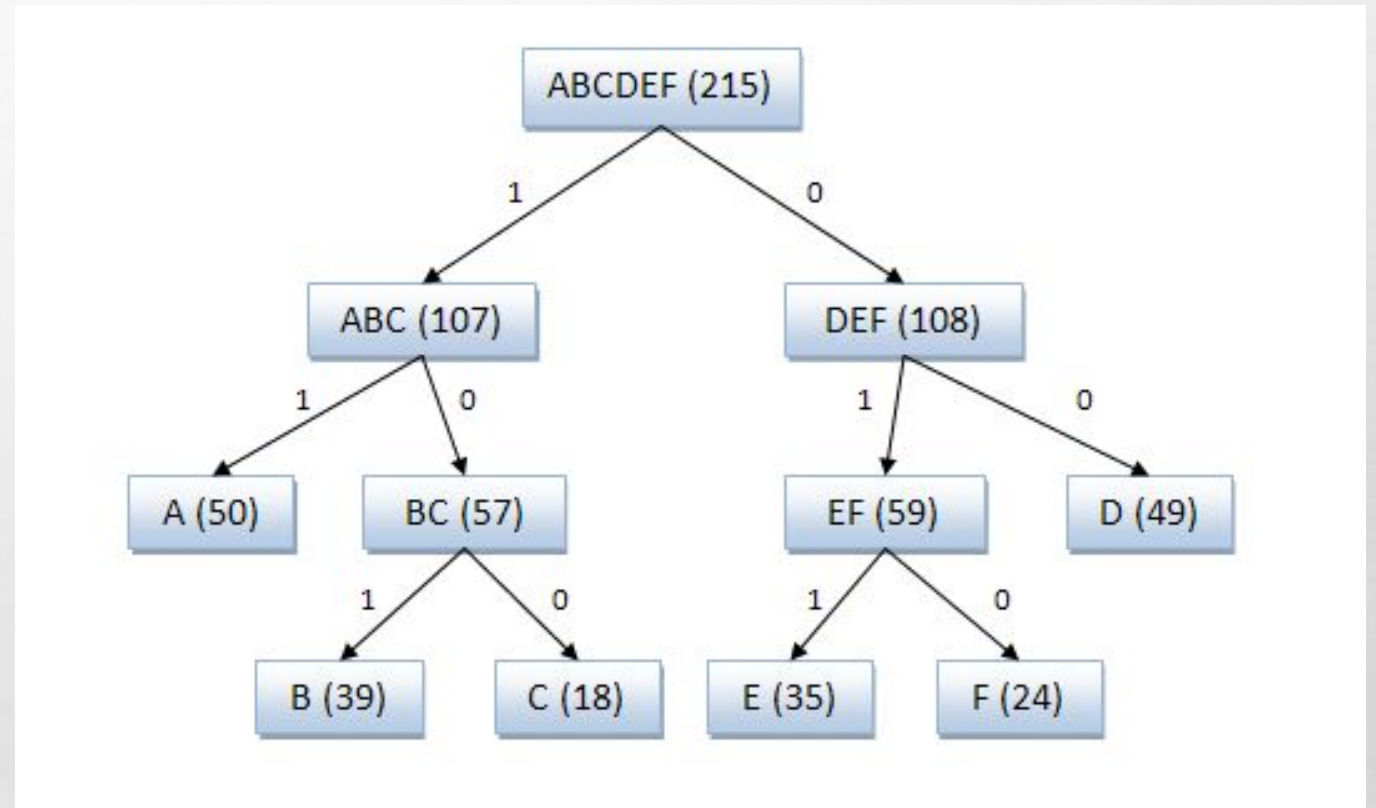 ABCDEF (215)
1 0
ABC (107) DEF (108)
1 0 1 0
A (50) BC (57) EF (59) D (49)
1 0 1 0
B (39) C (18) E (35) F (24)